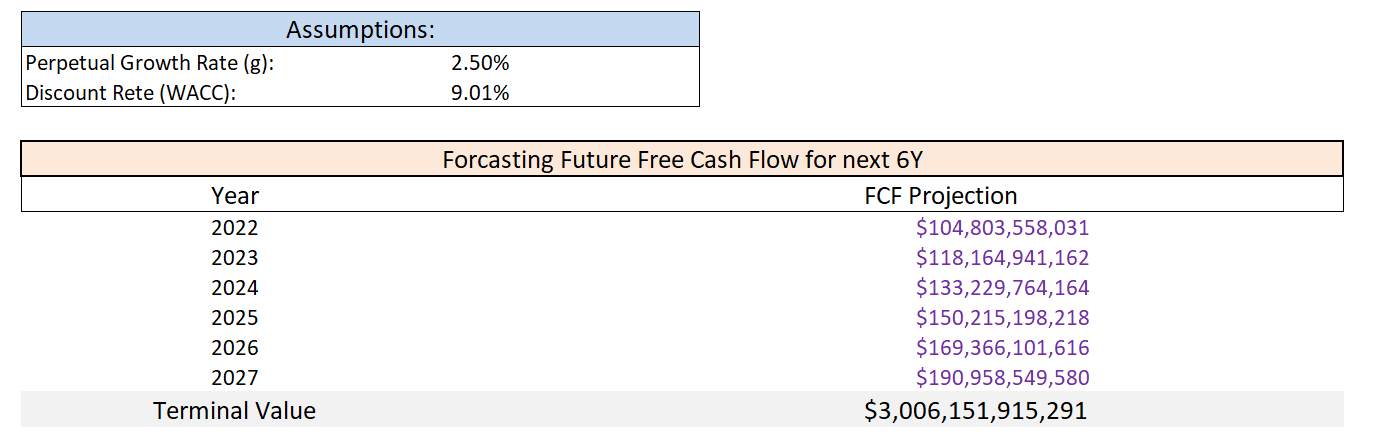 Assumptions:
Perpetual Growth Rate (g): 2.50%
Discount Rete (WACC): 9.01%
Forcasting Future Free Cash Flow for next 6Y
Year FCF Projection
2022 $104,803,558,031
2023 $118,164,941,162
2024 $133,229,764,164
2025 $150,215,198,218
2026 $169,366,101,616
2027 $190,958,549,580
Terminal Value $3,006,151,915,291